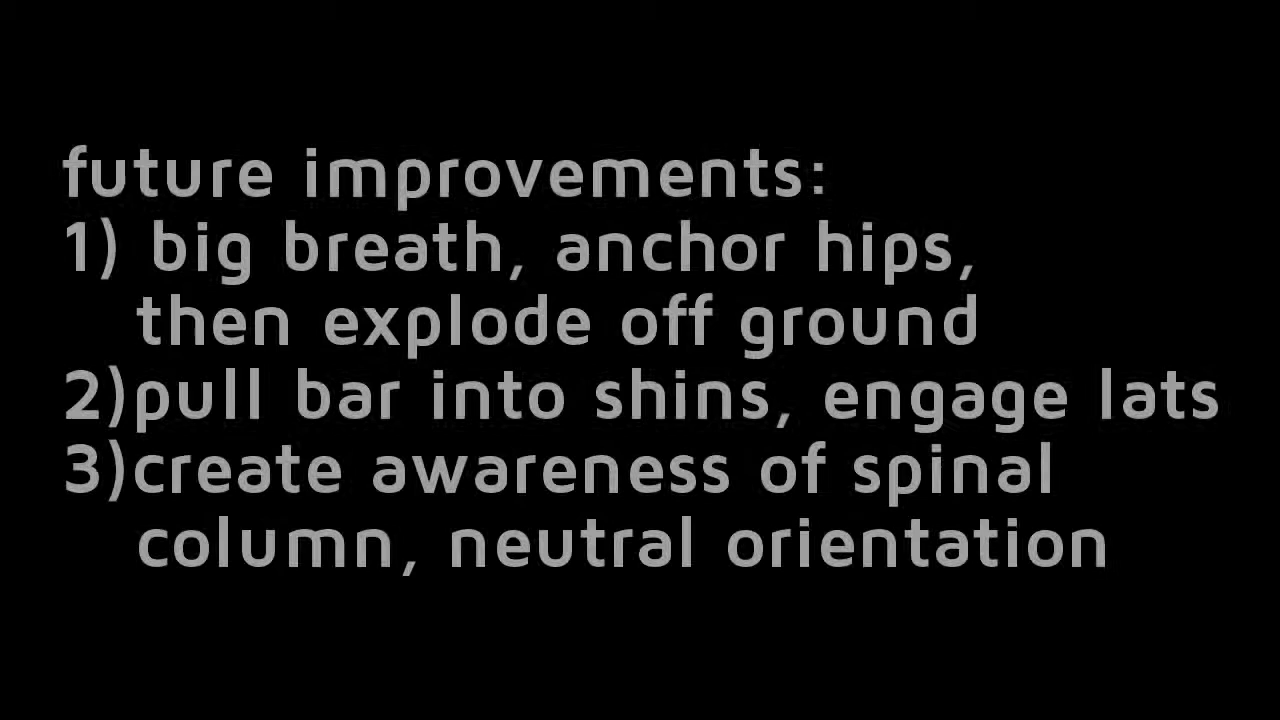 future improvements:
1) big breath, anchor hips,
then explode off ground
2)pull bar into shins, engage lats
3)create awareness of spinal
column, neutral orientation